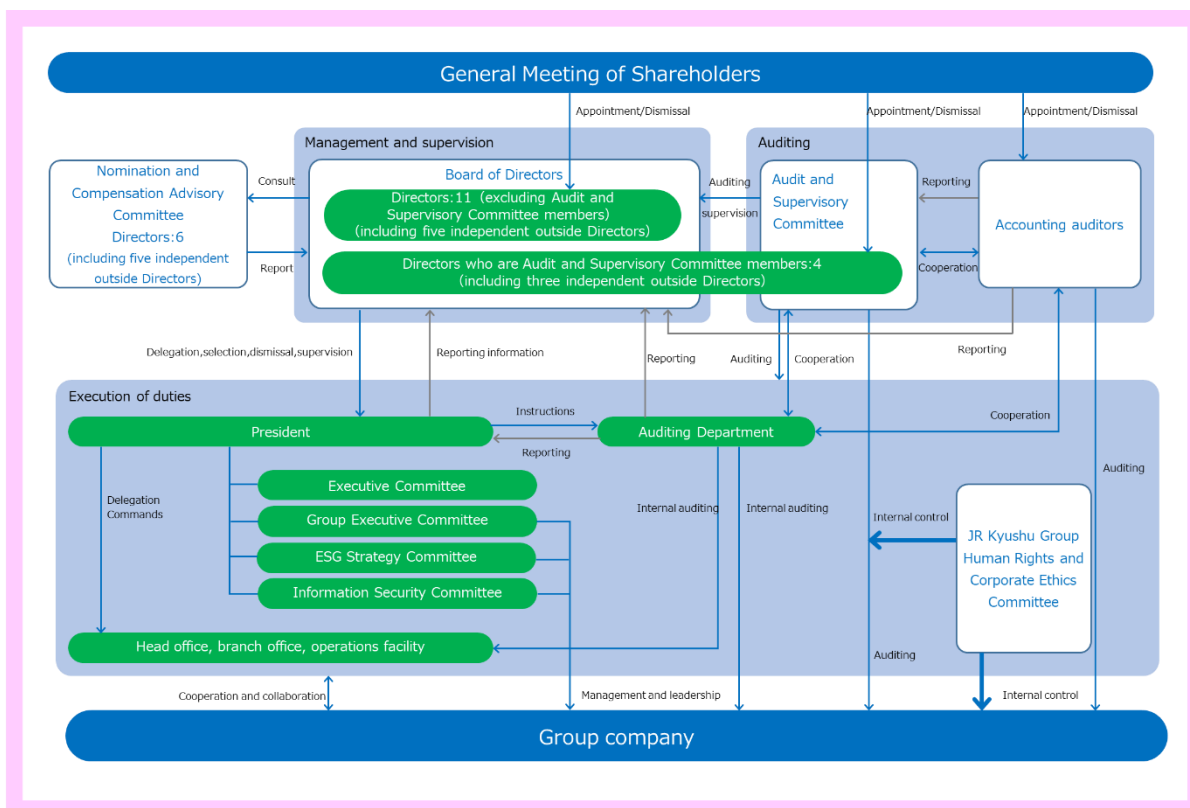 General Meeting of Shareholders
Appointment/Dismissal
Appointment/Dismissal
Appointment/Dismissal
Management and supervision
Auditing
Nomination and
Compensation Advisory
Committee
Directors:6
(including five independent
outside Directors)
Consult
Report
Board of Directors
Directors:11 (excluding Audit and
Supervisory Committee members)
(including five independent outside Directors)
Directors who are Audit and Supervisory Committee members:4
(including three independent outside Directors)
Auditing
supervision
Audit and
Supervisory
Committee
Reporting
Cooperation
Accounting auditors
Delegation,selection,dismissal,supervision
Reporting information
Reporting
Auditing
Cooperation
Reporting
Execution of duties
President
Instructions
Reporting
Auditing Department
Cooperation
Auditing
Delegation
Commands
Executive Committee
Group Executive Committee
ESG Strategy Committee
Information Security Committee
Internal auditing
Internal auditing
Internal control
JR Kyushu Group
Human Rights and
Corporate Ethics
Committee
Head office, branch office, operations facility
Auditing
Cooperation and collaboration
Management and leadership
Internal control
Group company